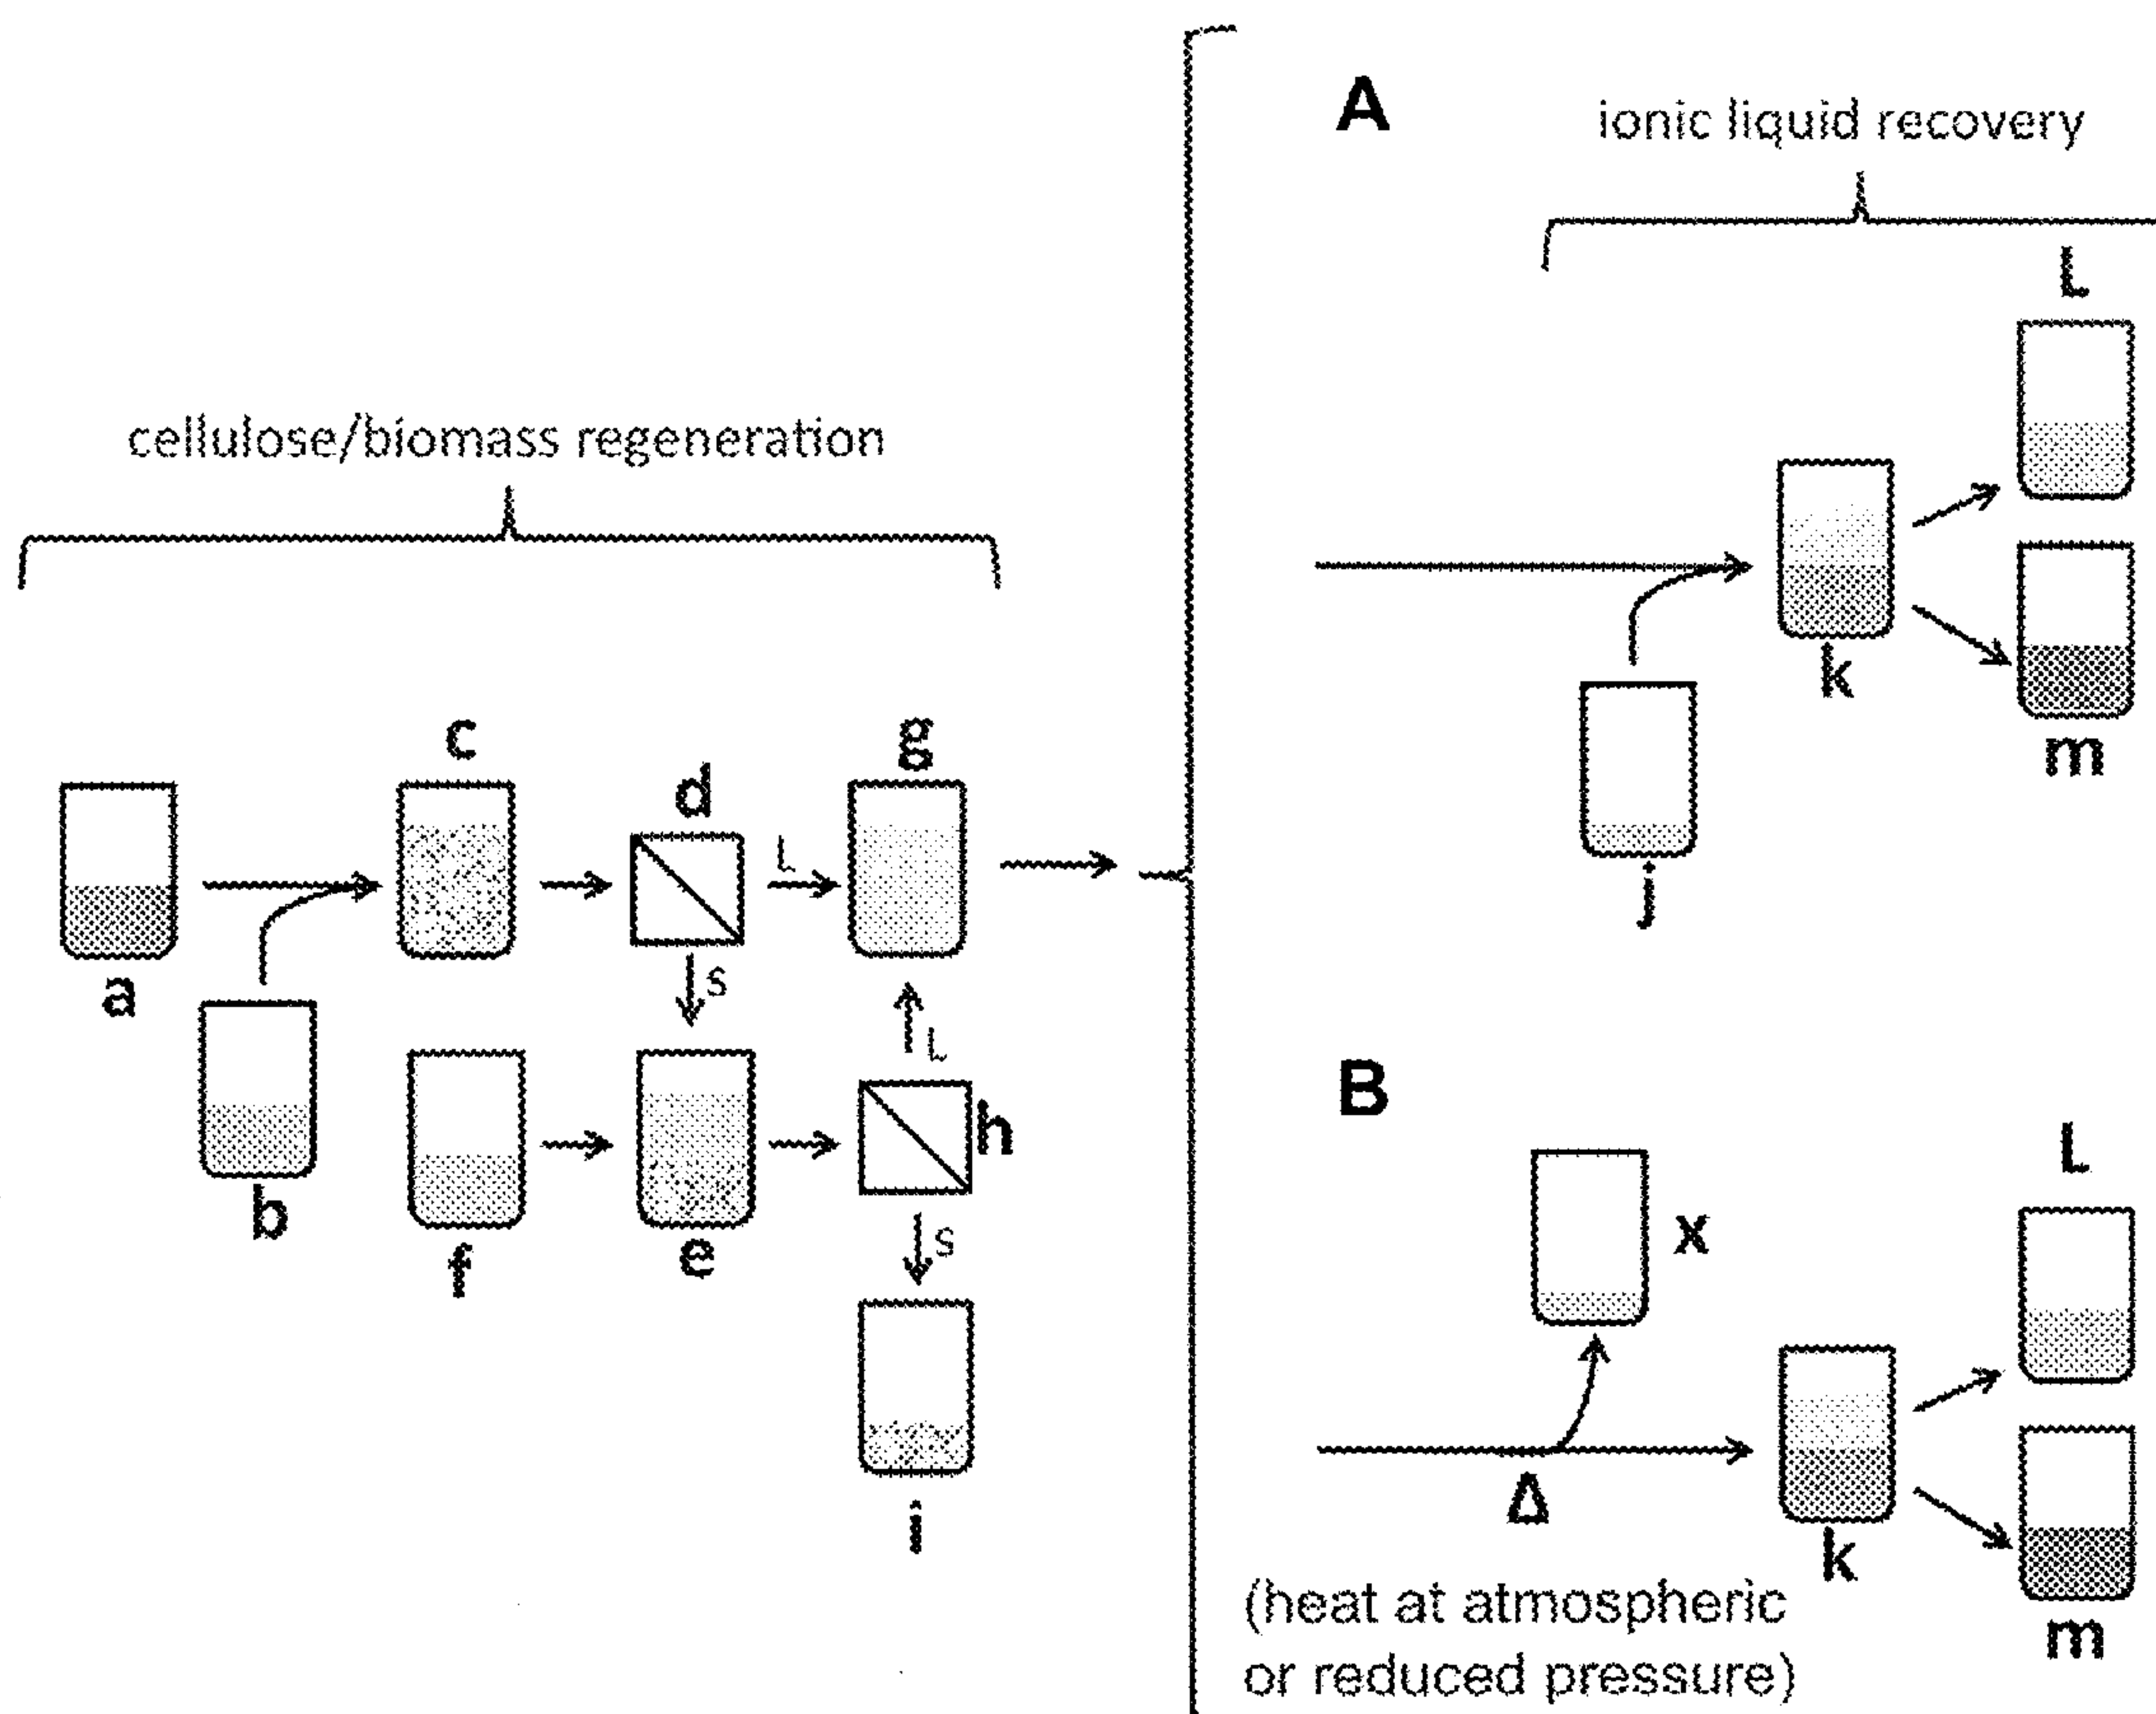 cellulose/biomass regeneration
a
b
c
d
L
s
g
f
e
L
h
s
i
A
ionic liquid recovery
L
k
m
j
B
x
L
Δ
k
m
(heat at atmospheric
or reduced pressure)